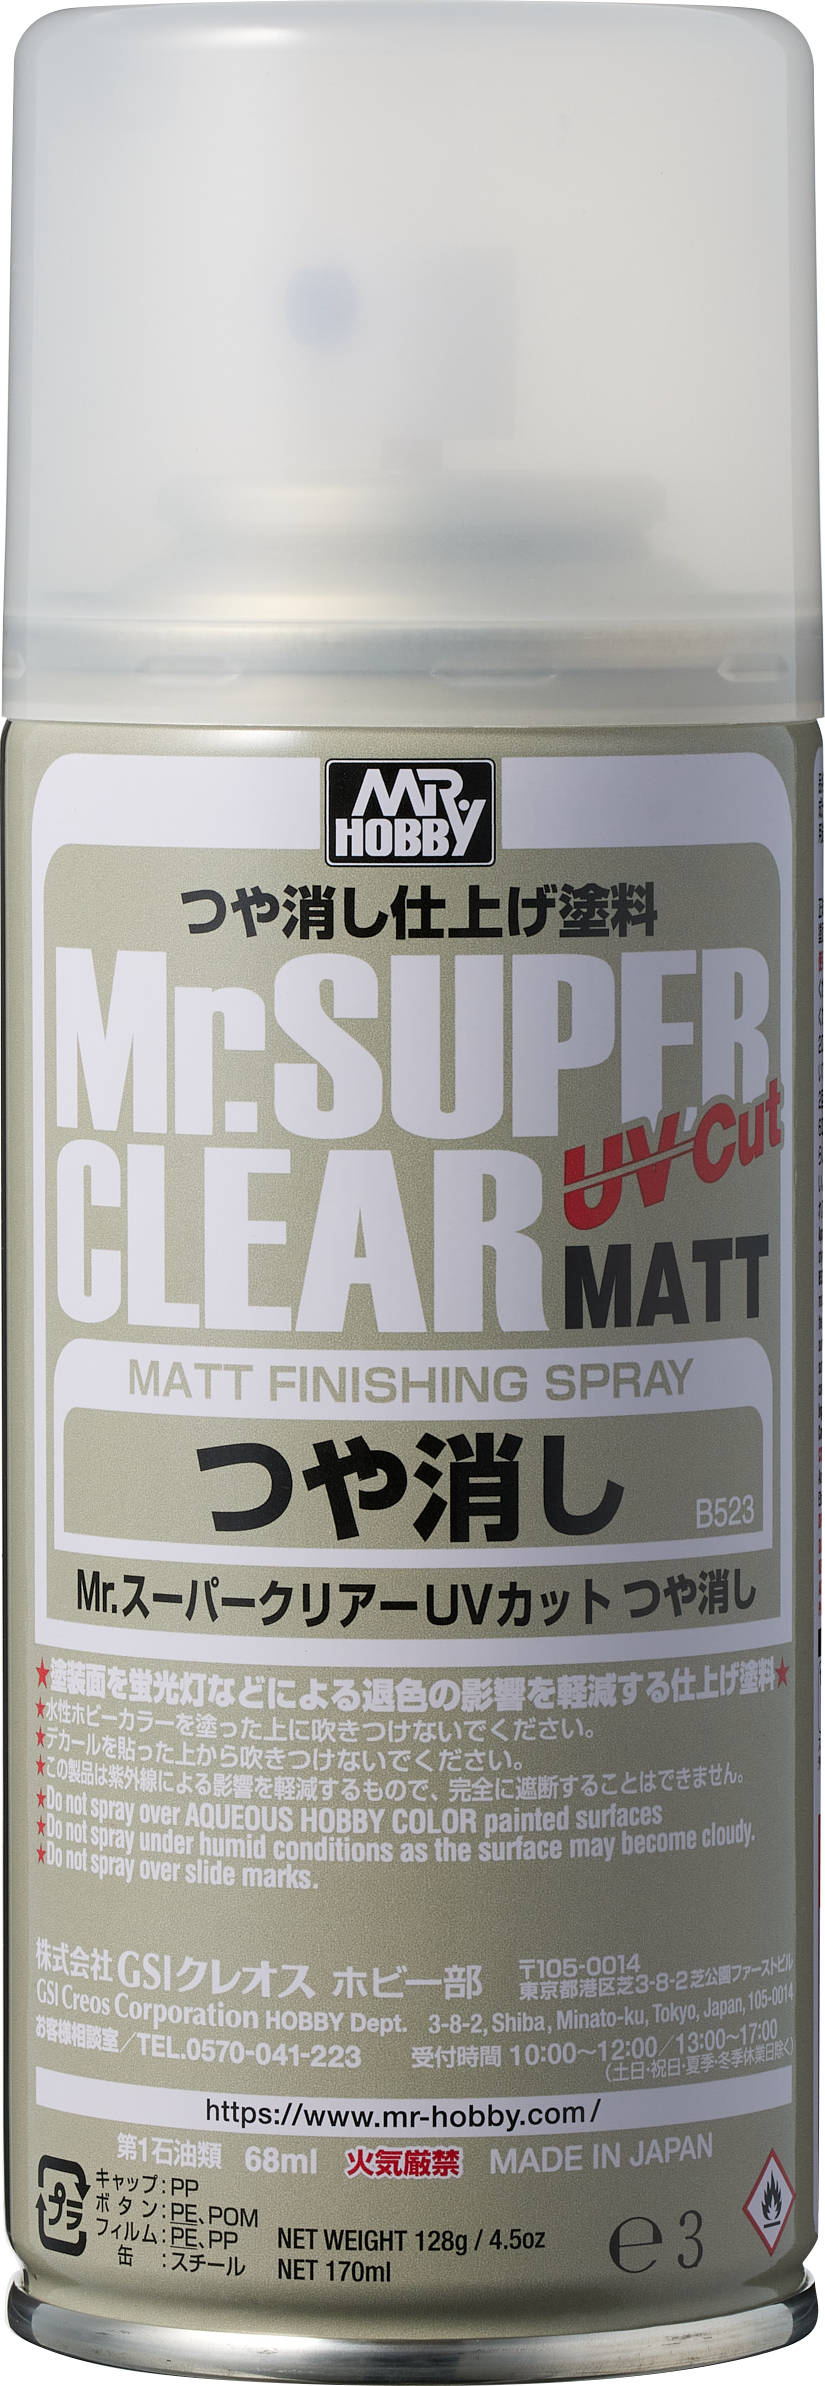 MR HOBBY
つや消し仕上げ塗料
Mr.SUPER
CLEAR
UV Cut
MATT
MATT FINISHING SPRAY
つや消し
B523
Mr.スーパークリアーUVカット つや消し
★塗装面を蛍光灯などによる退色の影響を軽減する仕上げ塗料★
★水性ホビーカラーを塗った上に吹きつけないでください。
★デカールを貼った上から吹きつけないでください。
★この製品は紫外線による影響を軽減するもので、完全に遮断することはできません。
★Do not spray over AQUEOUS HOBBY COLOR painted surfaces
★Do not spray under humid conditions as the surface may become cloudy.
★Do not spray over slide marks.
株式会社 GSIクレオス ホビー部
〒105-0014
東京都港区芝3-8-2芝公園ファーストビル
GSI Creos Corporation HOBBY Dept. 3-8-2, Shiba, Minato-ku, Tokyo, Japan, 105-0014
お客様相談室／TEL.0570-041-223 受付時間 10:00〜12:00／13:00〜17:00
(土日・祝日・夏季・冬季休業日除く)
https://www.mr-hobby.com/
第1石油類 68ml 火気厳禁 MADE IN JAPAN
プラ
キャップ：PP
ボタン：PE、POM
フィルム：PE、PP
缶：スチール
NET WEIGHT 128g / 4.5oz
NET 170ml
℮ 3